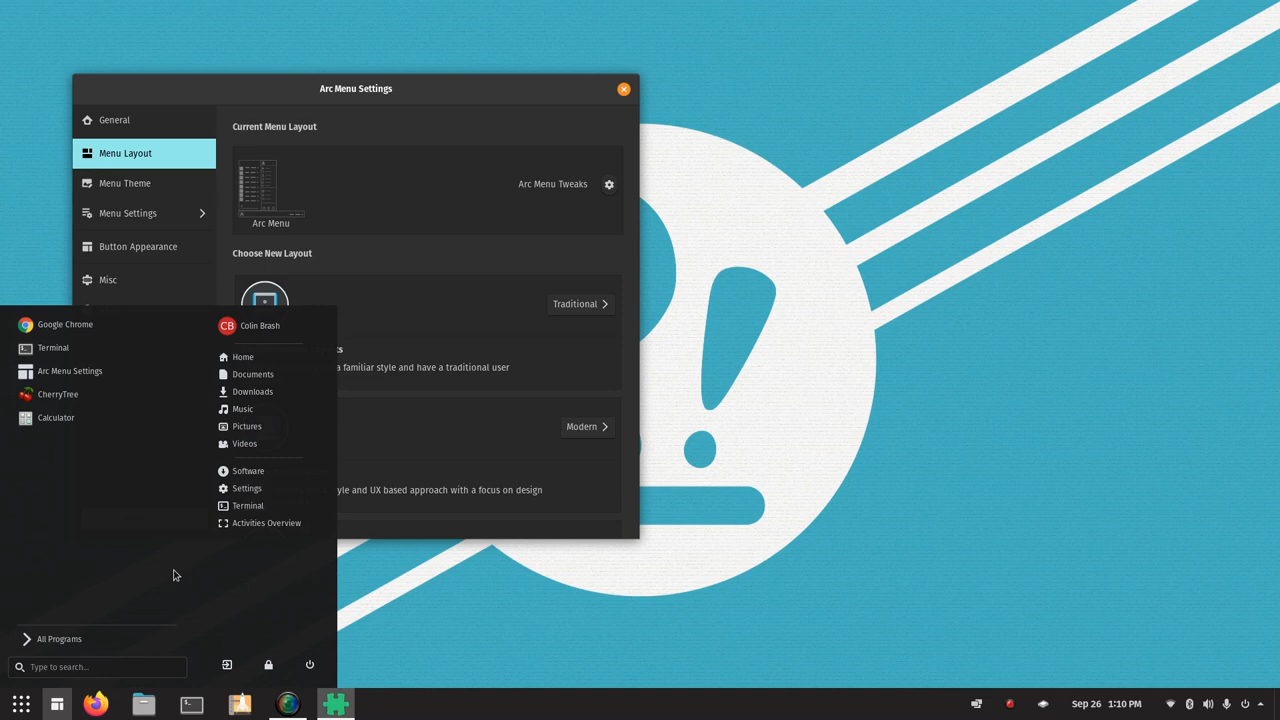 Arc Menu Settings
General
Menu Layout
Menu Theme
Menu Settings
Button Appearance
Misc
Current Menu Layout
Arc Menu
Arc Menu Tweaks
Choose New Layout
Traditional
a familiar style and have a traditional user
Modern
yle and UX based approach with a focus on design
Google Chrome
Terminal
Arc Menu Settings
CherryTree
Calculator
All Programs
Type to search...
CB Colin Brash
Home
Documents
Downloads
Music
Pictures
Videos
Software
Settings
Terminal
Activities Overview
Sep 26 1:10 PM